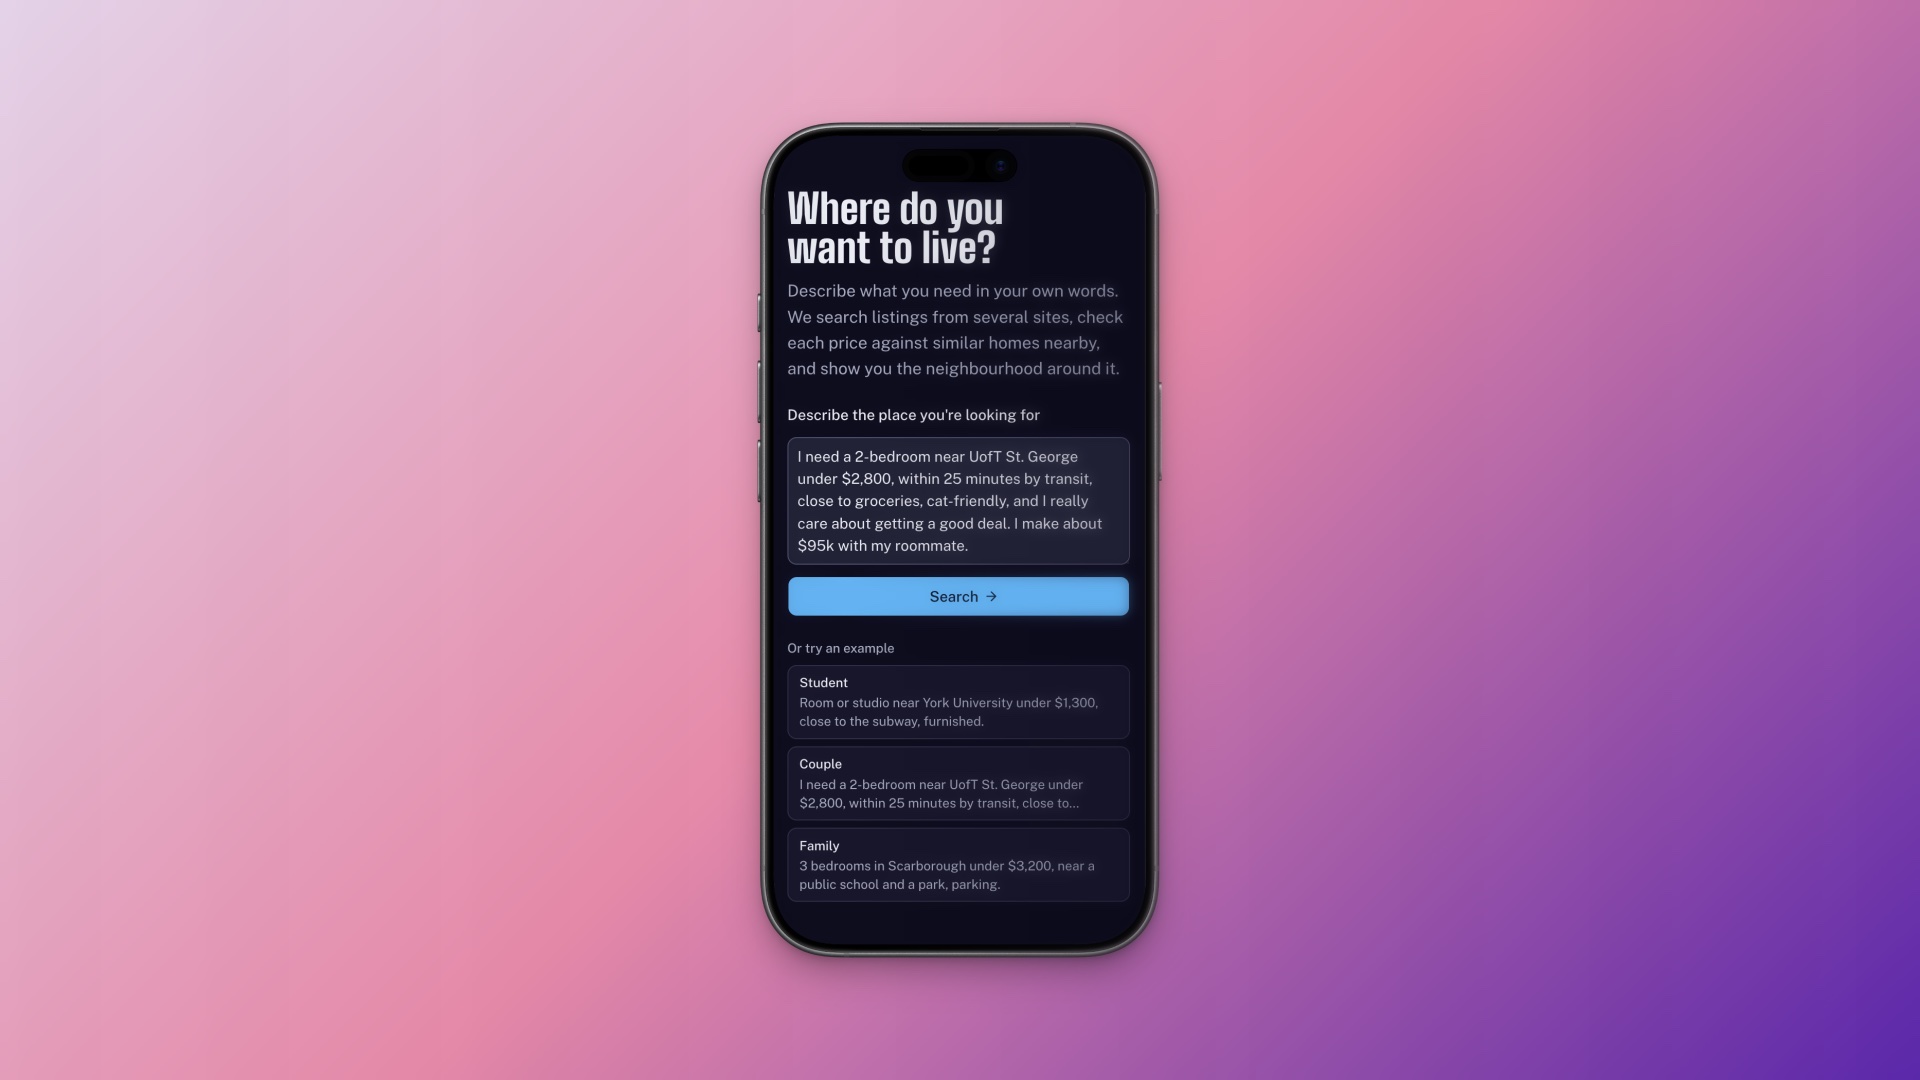 Where do you
want to live?
Describe what you need in your own words.
We search listings from several sites, check
each price against similar homes nearby,
and show you the neighbourhood around it.
Describe the place you're looking for
I need a 2-bedroom near UofT St. George
under $2,800, within 25 minutes by transit,
close to groceries, cat-friendly, and I really
care about getting a good deal. I make about
$95k with my roommate.
Search →
Or try an example
Student
Room or studio near York University under $1,300,
close to the subway, furnished.
Couple
I need a 2-bedroom near UofT St. George under
$2,800, within 25 minutes by transit, close to...
Family
3 bedrooms in Scarborough under $3,200, near a
public school and a park, parking.